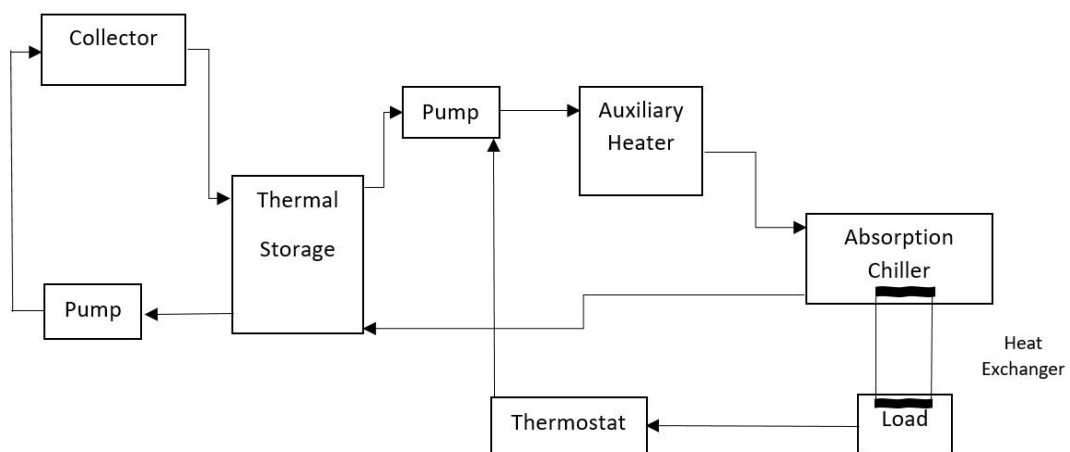 Collector
Pump
Auxiliary
Heater
Thermal
Storage
Absorption
Chiller
Pump
Heat
Exchanger
Thermostat
Load